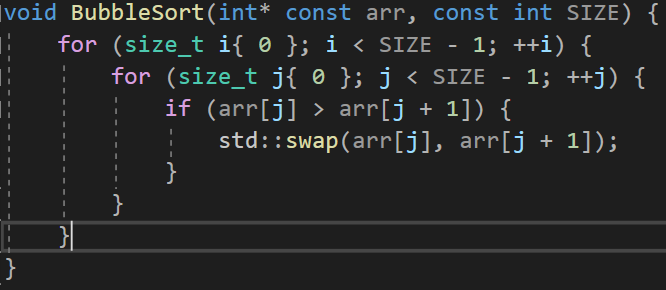 void BubbleSort(int* const arr, const int SIZE) {
    for (size_t i{ 0 }; i < SIZE - 1; ++i) {
        for (size_t j{ 0 }; j < SIZE - 1; ++j) {
            if (arr[j] > arr[j + 1]) {
                std::swap(arr[j], arr[j + 1]);
            }
        }
    }
}